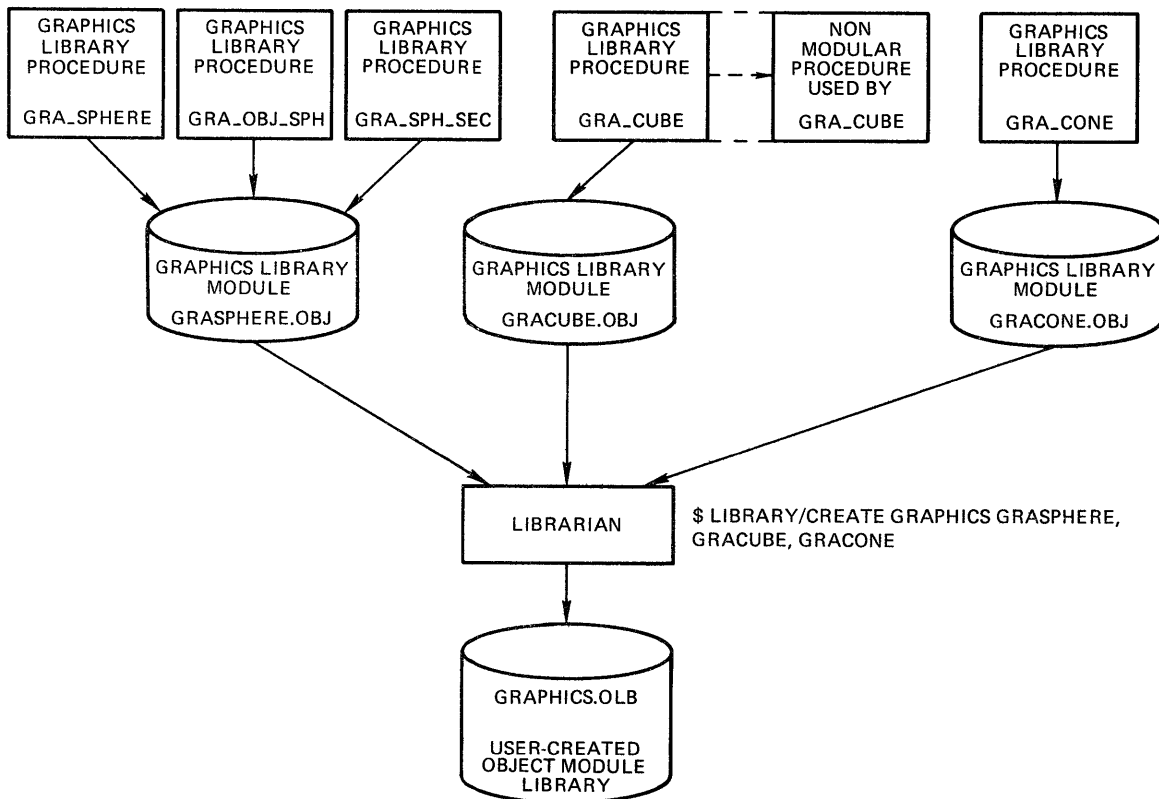 GRAPHICS
LIBRARY
PROCEDURE
GRA_SPHERE
GRAPHICS
LIBRARY
PROCEDURE
GRA_OBJ_SPH
GRAPHICS
LIBRARY
PROCEDURE
GRA_SPH_SEC
GRAPHICS
LIBRARY
PROCEDURE
GRA_CUBE
NON
MODULAR
PROCEDURE
USED BY
GRA_CUBE
GRAPHICS
LIBRARY
PROCEDURE
GRA_CONE
GRAPHICS LIBRARY
MODULE
GRASPHERE.OBJ
GRAPHICS LIBRARY
MODULE
GRACUBE.OBJ
GRAPHICS LIBRARY
MODULE
GRACONE.OBJ
LIBRARIAN
$ LIBRARY/CREATE GRAPHICS GRASPHERE,
GRACUBE, GRACONE
GRAPHICS.OLB
USER-CREATED
OBJECT MODULE
LIBRARY